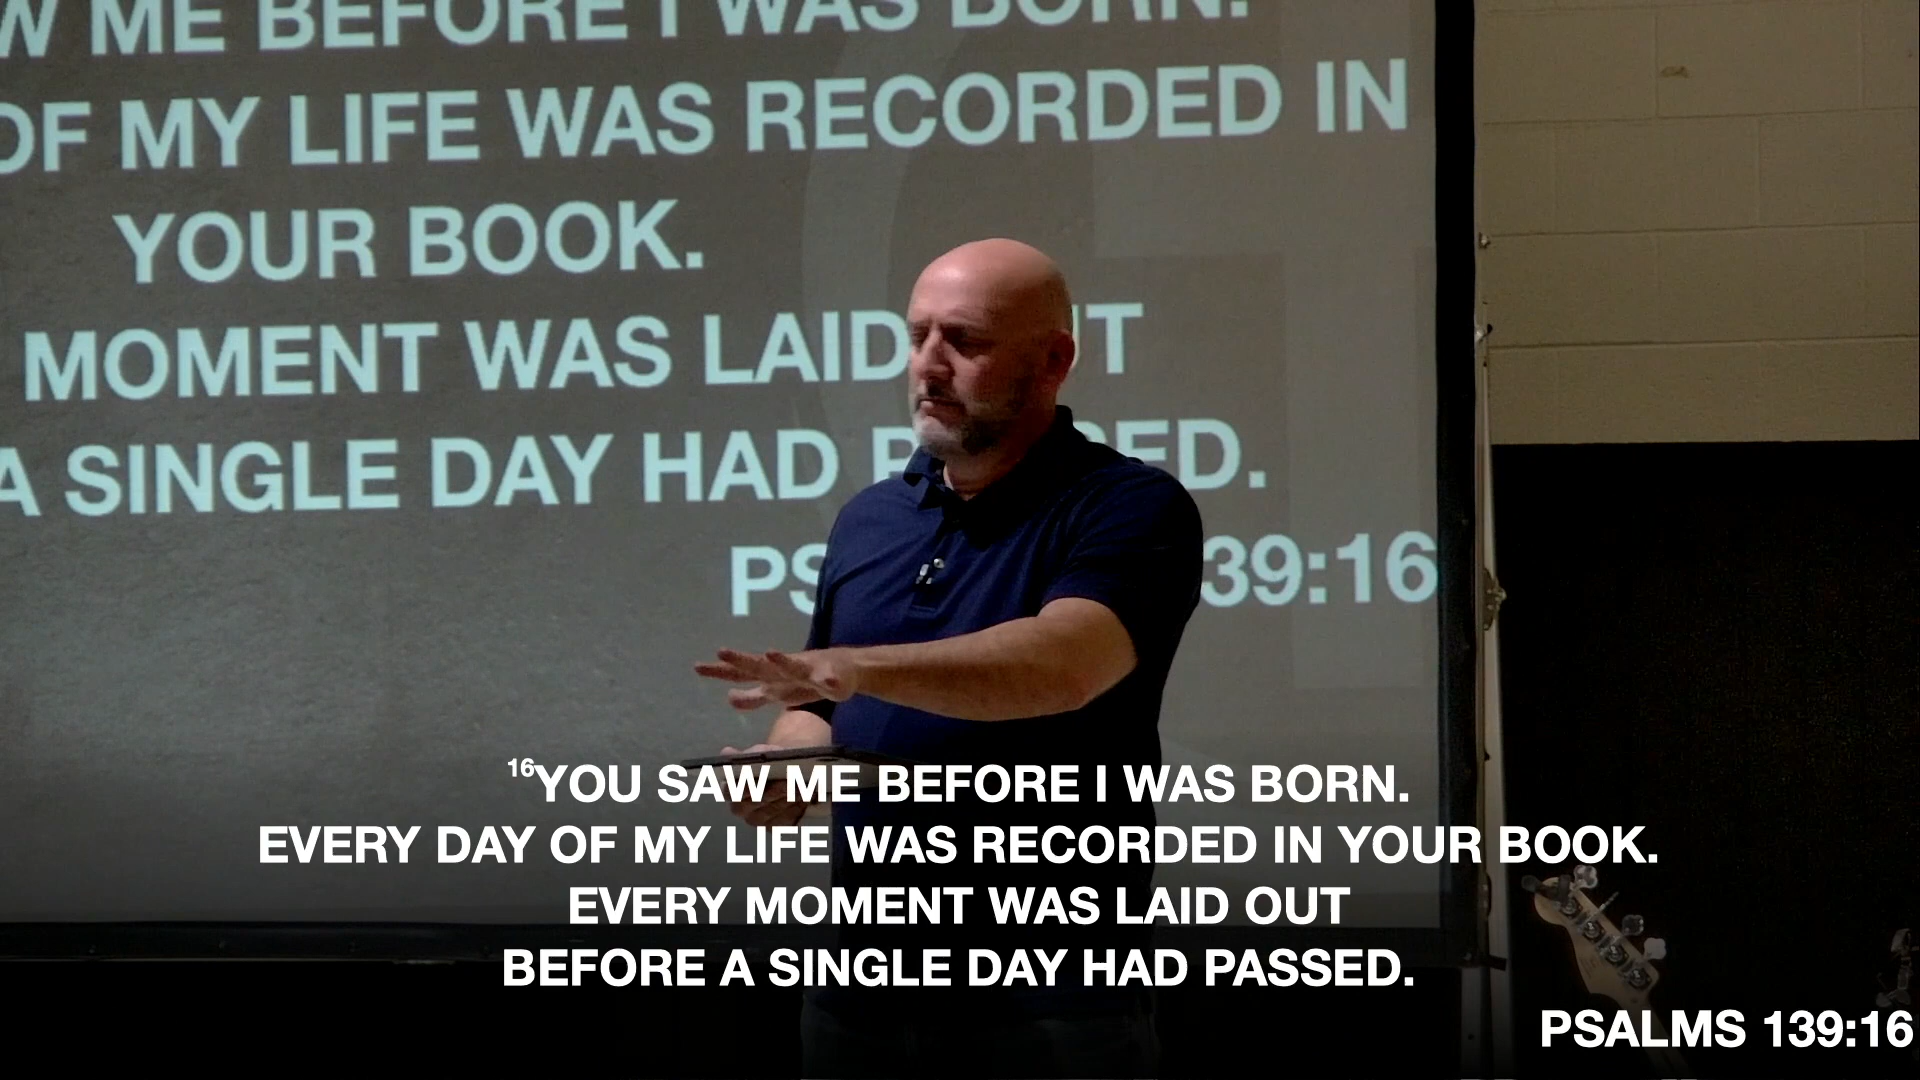 W ME BEFORE I WAS BORN.
OF MY LIFE WAS RECORDED IN
YOUR BOOK.
MOMENT WAS LAID UT
A SINGLE DAY HAD P ED.
PS 39:16
16YOU SAW ME BEFORE I WAS BORN.
EVERY DAY OF MY LIFE WAS RECORDED IN YOUR BOOK.
EVERY MOMENT WAS LAID OUT
BEFORE A SINGLE DAY HAD PASSED.
PSALMS 139:16